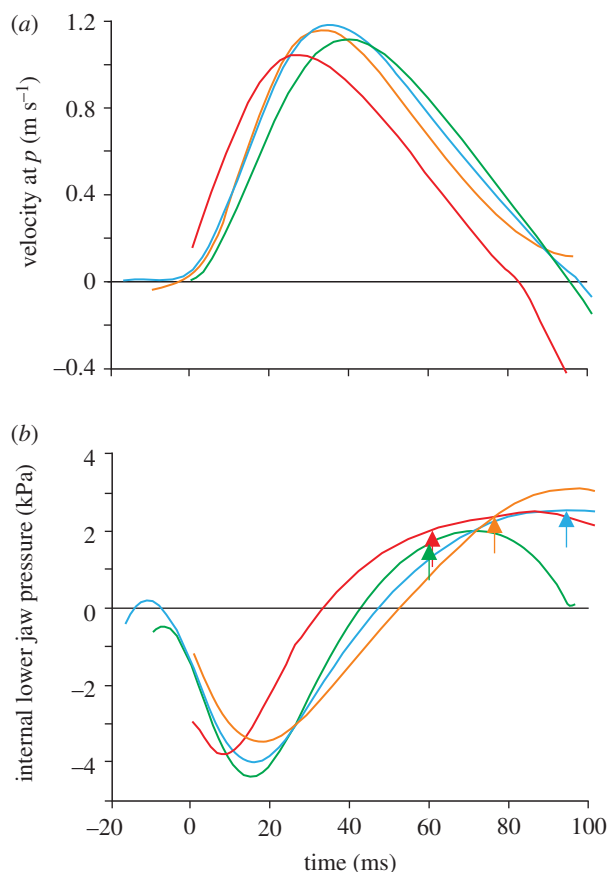 (a)
1.2
0.8
0.4
0
–0.4
velocity at p (m s⁻¹)
(b)
4
2
0
–2
–4
internal lower jaw pressure (kPa)
–20 0 20 40 60 80 100
time (ms)